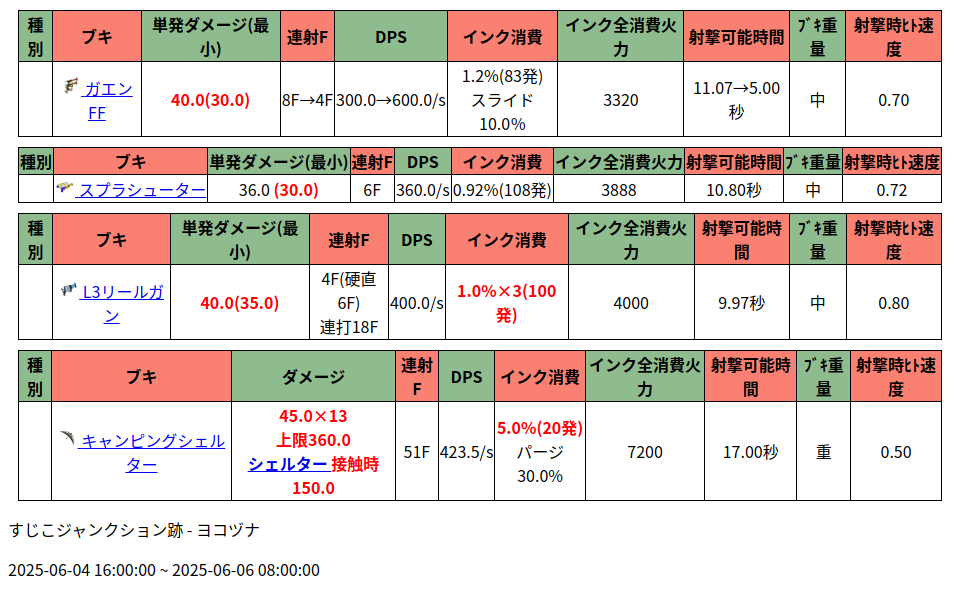 種別 ブキ 単発ダメージ(最小) 連射F DPS インク消費 インク全消費火力 射撃可能時間 ﾌﾞｷ重量 射撃時ﾋﾄ速度
ガエンFF 40.0(30.0) 8F→4F 300.0→600.0/s 1.2%(83発) スライド 10.0% 3320 11.07→5.00秒 中 0.70
種別 ブキ 単発ダメージ(最小) 連射F DPS インク消費 インク全消費火力 射撃可能時間 ﾌﾞｷ重量 射撃時ﾋﾄ速度
スプラシューター 36.0 (30.0) 6F 360.0/s 0.92%(108発) 3888 10.80秒 中 0.72
種別 ブキ 単発ダメージ(最小) 連射F DPS インク消費 インク全消費火力 射撃可能時間 ﾌﾞｷ重量 射撃時ﾋﾄ速度
L3リールガン 40.0(35.0) 4F(硬直6F) 連打18F 400.0/s 1.0%×3(100発) 4000 9.97秒 中 0.80
種別 ブキ ダメージ 連射F DPS インク消費 インク全消費火力 射撃可能時間 ﾌﾞｷ重量 射撃時ﾋﾄ速度
キャンピングシェルター 45.0×13 上限360.0 シェルター接触時 150.0 51F 423.5/s 5.0%(20発) パージ 30.0% 7200 17.00秒 重 0.50
すじこジャンクション跡 - ヨコヅナ
2025-06-04 16:00:00 ~ 2025-06-06 08:00:00